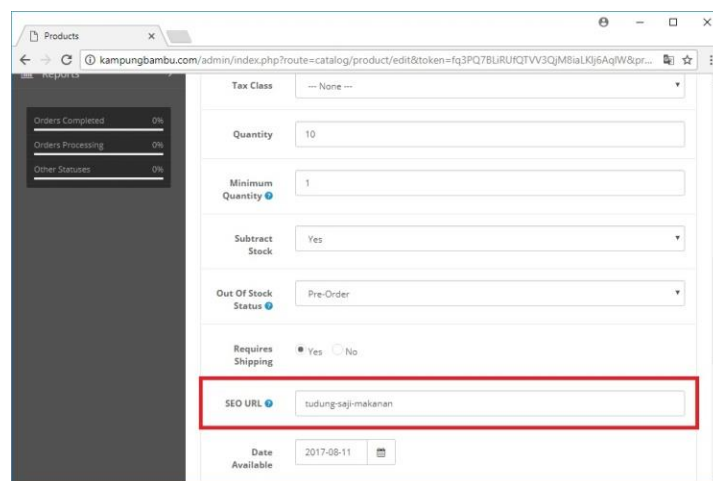 Products
kampungbambu.com/admin/index.php?route=catalog/product/edit&token=fq3PQ7BLiRUfQTVV3QjM8iaLKlj6AqlW&pr...
Reports
Tax Class --- None ---
Orders Completed 0%
Quantity 10
Orders Processing 0%
Other Statuses 0%
Minimum Quantity 1
Subtract Stock Yes
Out Of Stock Status Pre-Order
Requires Shipping Yes No
SEO URL tudung-saji-makanan
Date Available 2017-08-11